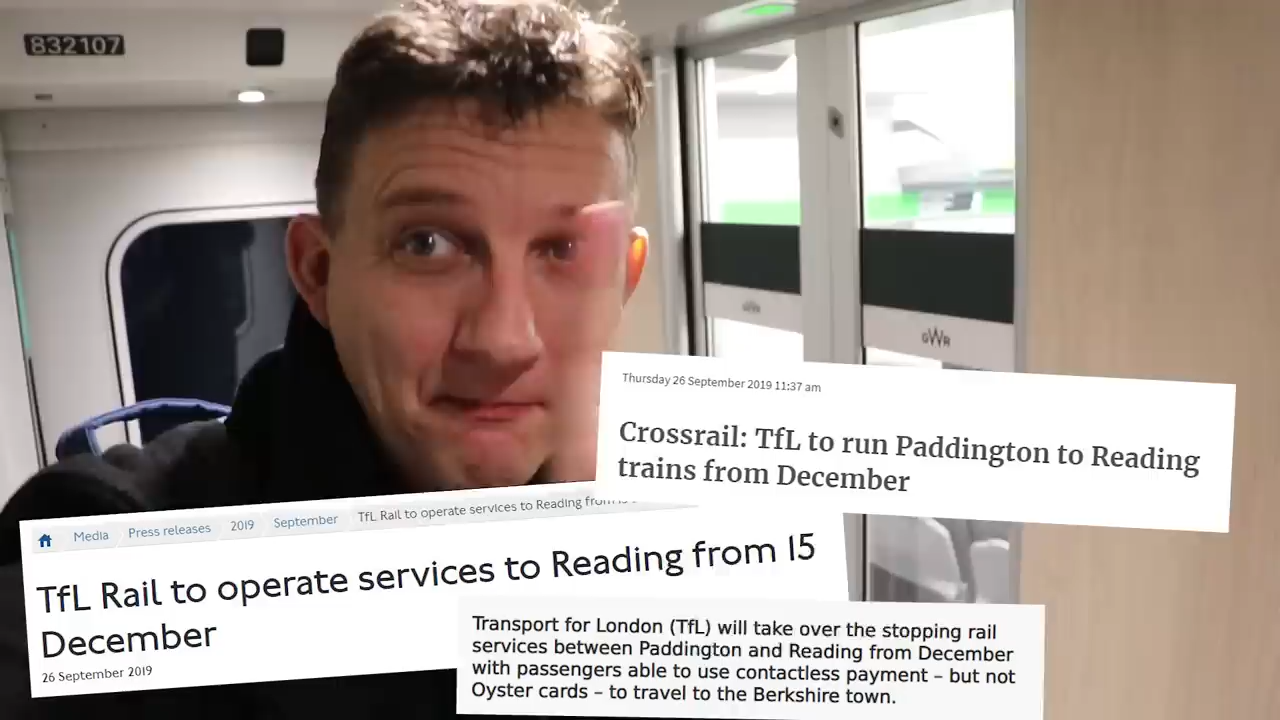 832107
GWR
GWR
Thursday 26 September 2019 11:37 am
Crossrail: TfL to run Paddington to Reading
trains from December
Media Press releases 2019 September TfL Rail to operate services to Reading from 15
TfL Rail to operate services to Reading from 15
December
26 September 2019
Transport for London (TfL) will take over the stopping rail
services between Paddington and Reading from December
with passengers able to use contactless payment – but not
Oyster cards – to travel to the Berkshire town.